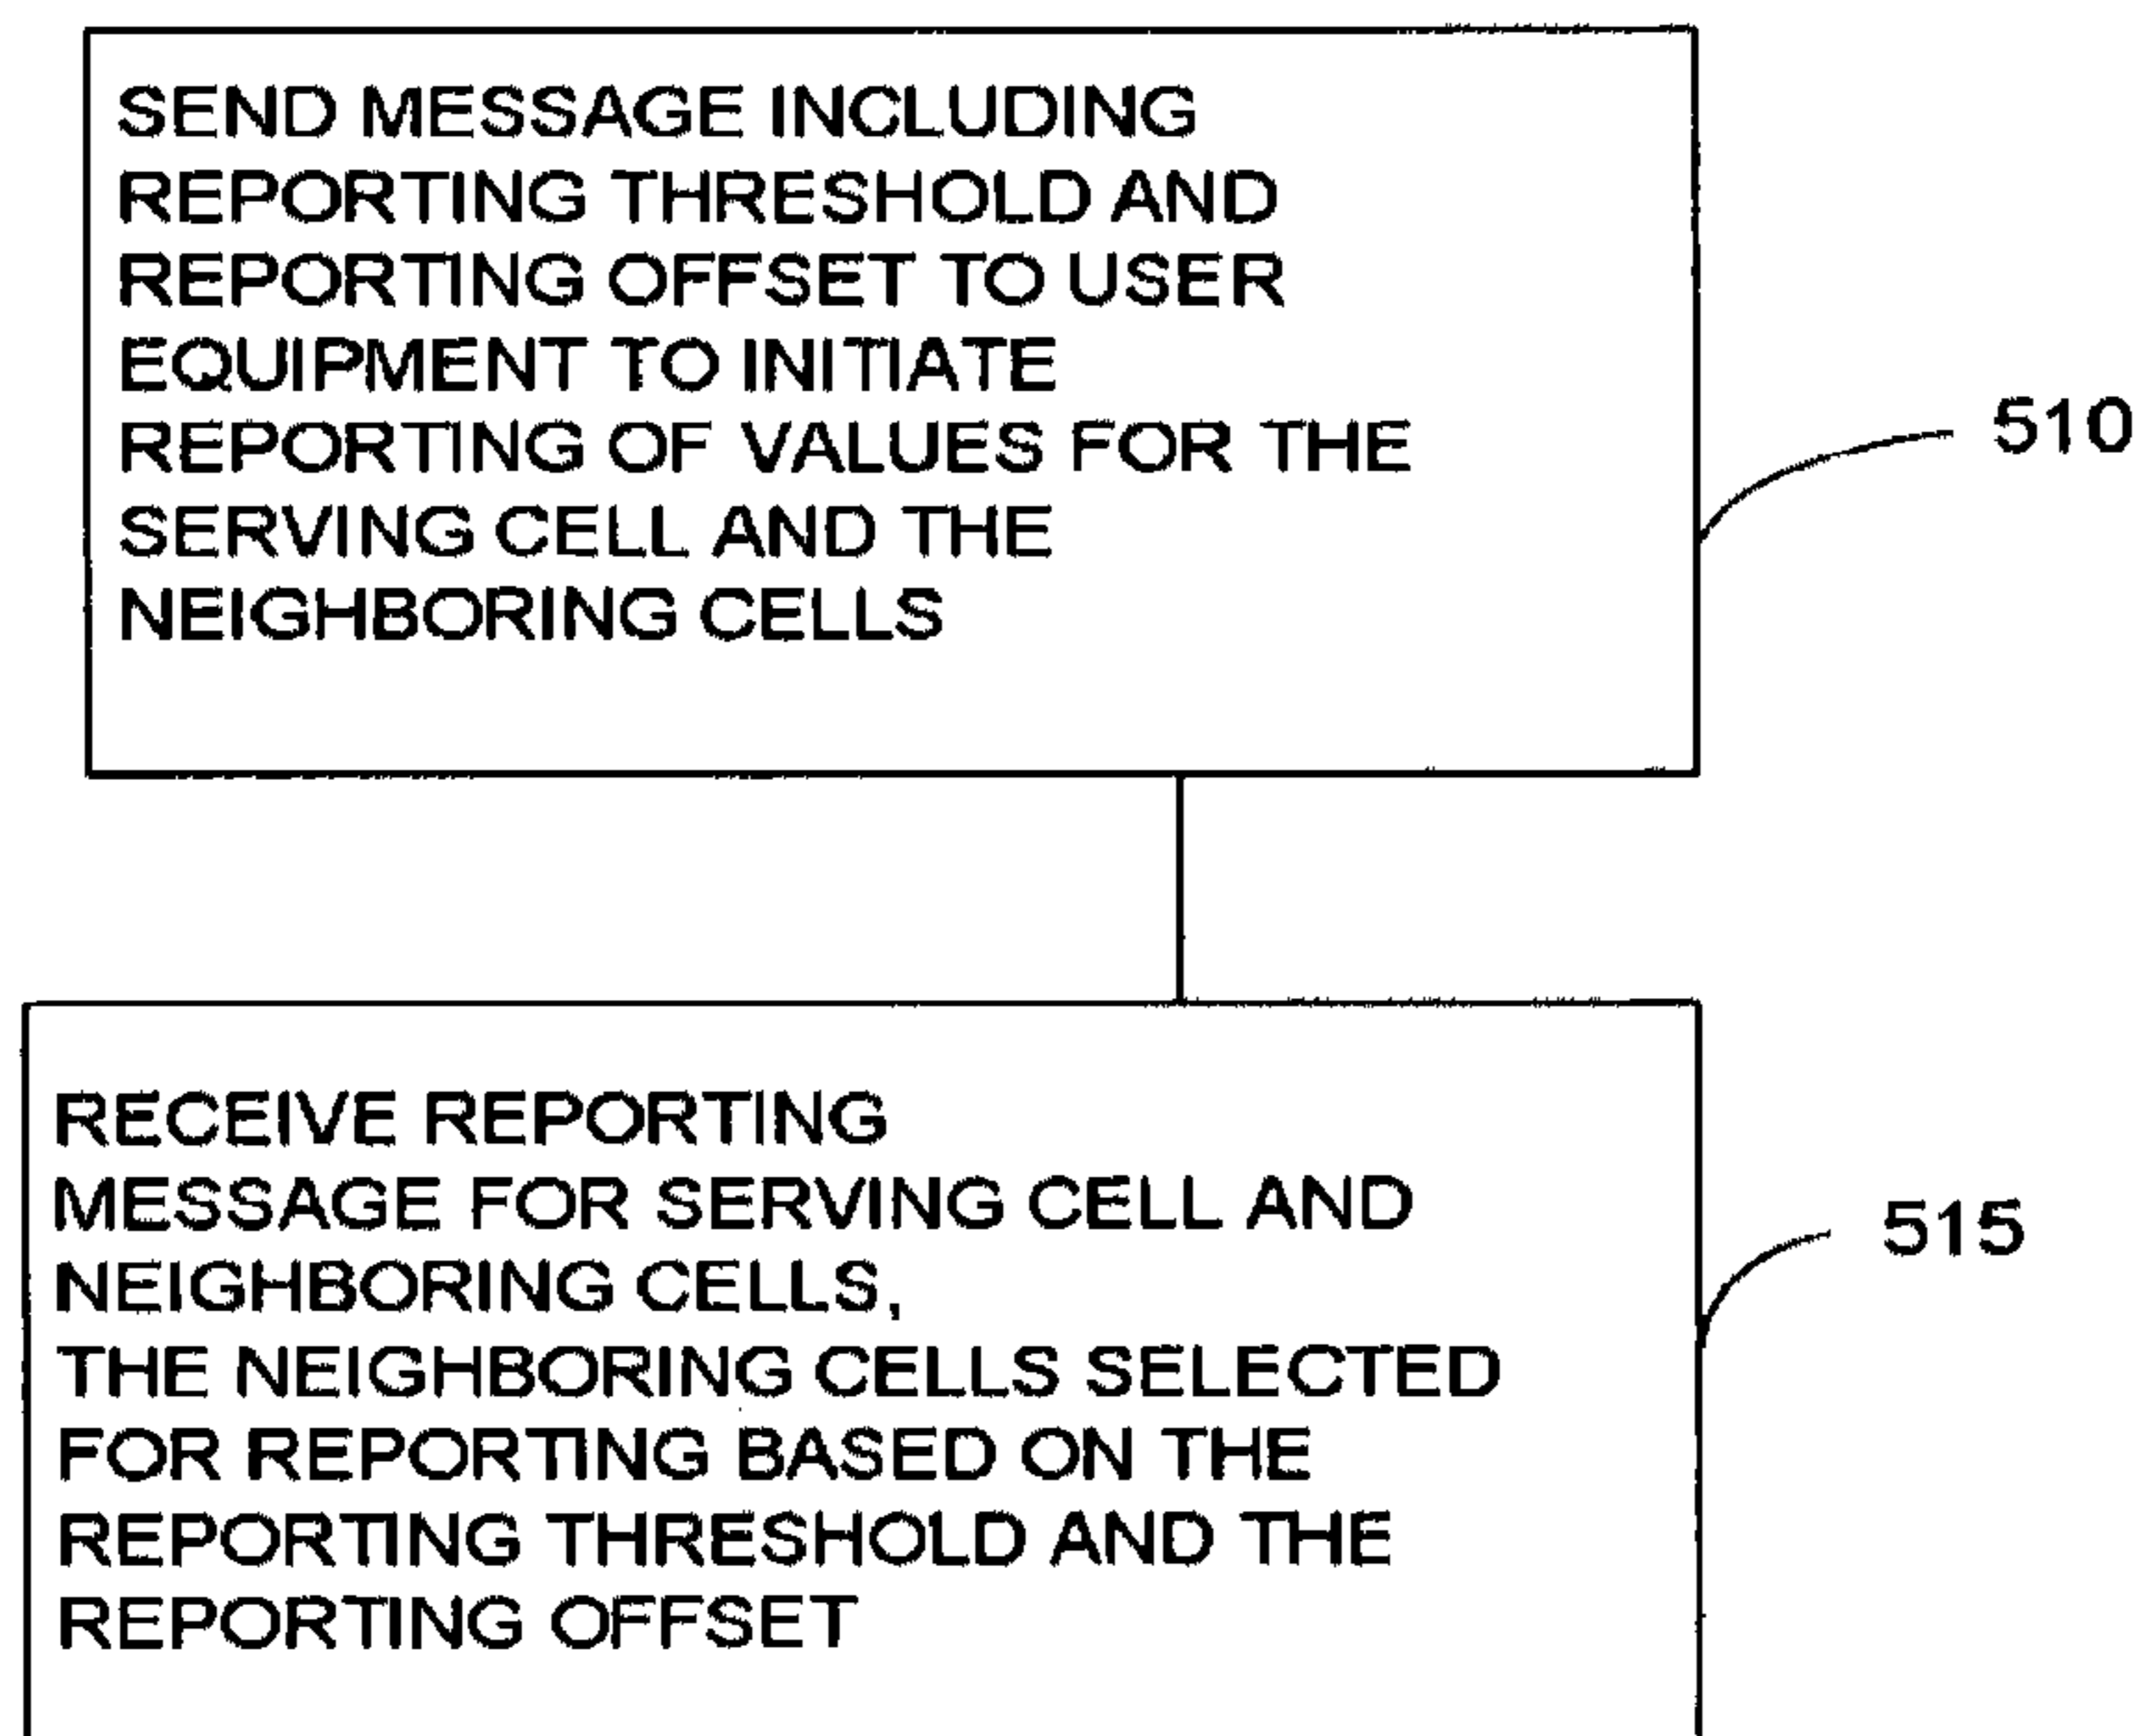 SEND MESSAGE INCLUDING
REPORTING THRESHOLD AND
REPORTING OFFSET TO USER
EQUIPMENT TO INITIATE
REPORTING OF VALUES FOR THE
SERVING CELL AND THE
NEIGHBORING CELLS
510
RECEIVE REPORTING
MESSAGE FOR SERVING CELL AND
NEIGHBORING CELLS,
THE NEIGHBORING CELLS SELECTED
FOR REPORTING BASED ON THE
REPORTING THRESHOLD AND THE
REPORTING OFFSET
515